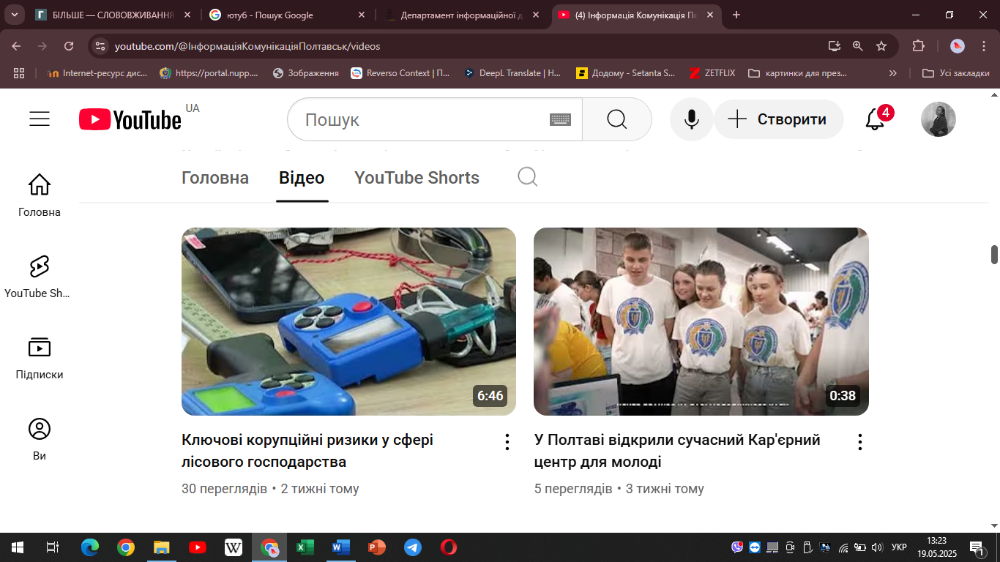 БІЛЬШЕ — СЛОВОВЖИВАННЯ
ютуб - Пошук Google
Департамент інформаційної д
(4) Інформація Комунікація По
youtube.com/@ІнформаціяКомунікаціяПолтавськ/videos
Internet-ресурс дис...
https://portal.nupp....
Зображення
Reverso Context | П...
DeepL Translate | Н...
Додому - Setanta S...
ZETFLIX
картинки для през...
Усі закладки
YouTube UA
Пошук
Створити
4
Головна
Відео
YouTube Shorts
Головна
YouTube Sh...
Підписки
Ви
6:46
0:38
Ключові корупційні ризики у сфері
лісового господарства
30 переглядів • 2 тижні тому
У Полтаві відкрили сучасний Кар'єрний
центр для молоді
5 переглядів • 3 тижні тому
УКР
13:23
19.05.2025
1